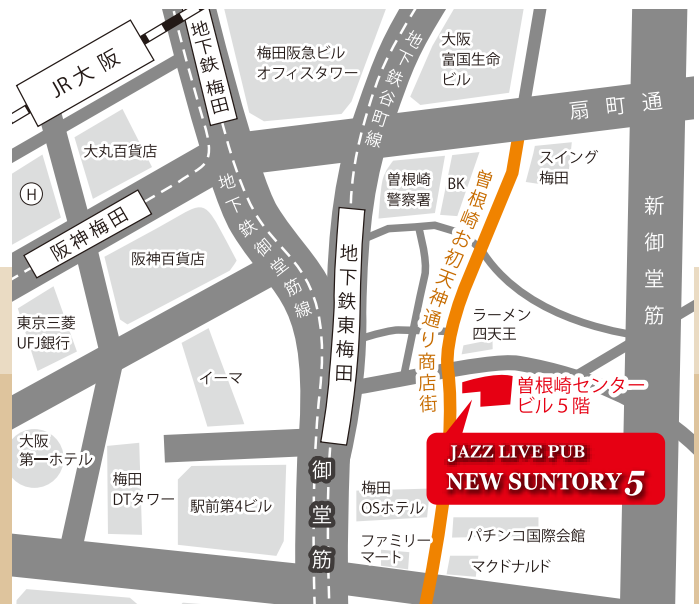 JR大阪
地下鉄梅田
梅田阪急ビル
オフィスタワー
地下鉄谷町線
大阪
富国生命
ビル
扇町通
大丸百貨店
H
阪神梅田
阪神百貨店
地下鉄御堂筋線
曽根崎
警察署
BK
スイング
梅田
曽根崎お初天神通り商店街
新御堂筋
地下鉄東梅田
東京三菱
UFJ銀行
イーマ
ラーメン
四天王
曽根崎センター
ビル5階
JAZZ LIVE PUB
NEW SUNTORY 5
大阪
第一ホテル
梅田
DTタワー
駅前第4ビル
御堂筋
梅田
OSホテル
ファミリー
マート
パチンコ国際会館
マクドナルド